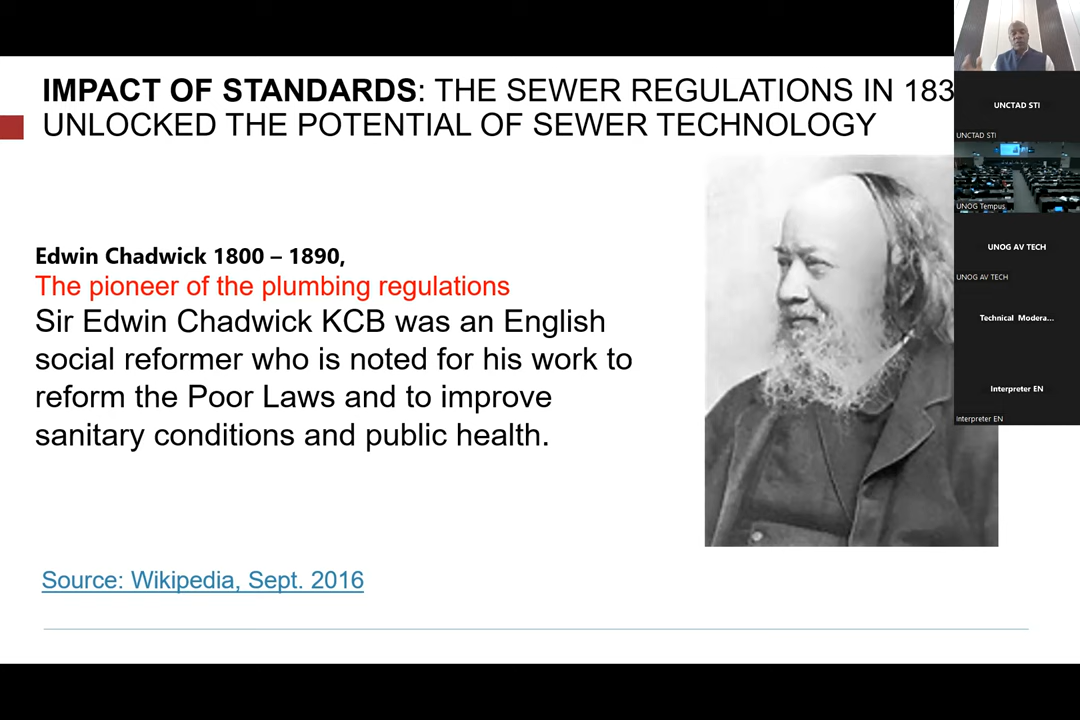 IMPACT OF STANDARDS: THE SEWER REGULATIONS IN 183
UNLOCKED THE POTENTIAL OF SEWER TECHNOLOGY
Edwin Chadwick 1800 – 1890,
The pioneer of the plumbing regulations
Sir Edwin Chadwick KCB was an English
social reformer who is noted for his work to
reform the Poor Laws and to improve
sanitary conditions and public health.
Source: Wikipedia, Sept. 2016
UNCTAD STI
UNCTAD STI
UNOG Tempus
UNOG AV TECH
UNOG AV TECH
Technical Modera...
Interpreter EN
Interpreter EN